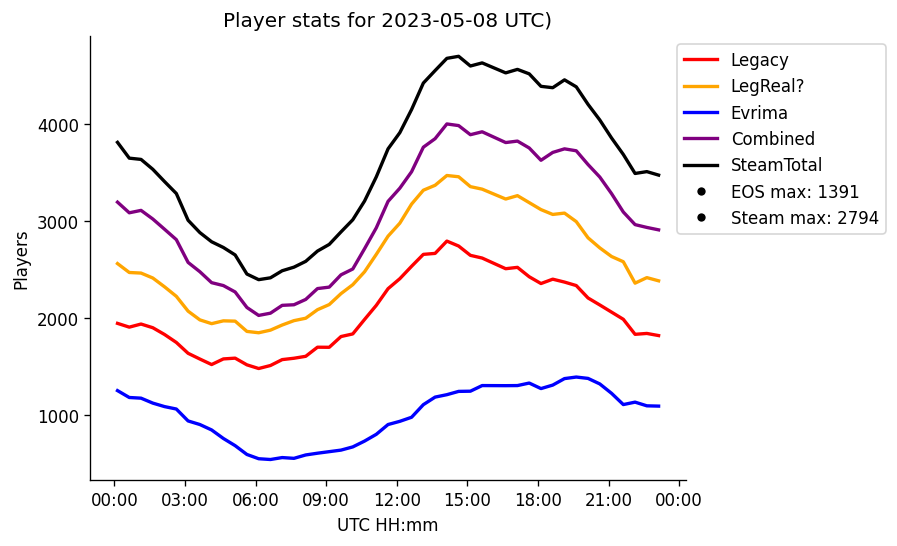 Player stats for 2023-05-08 UTC)
Legacy
LegReal?
Evrima
Combined
SteamTotal
EOS max: 1391
Steam max: 2794
Players
4000
3000
2000
1000
00:00 03:00 06:00 09:00 12:00 15:00 18:00 21:00 00:00
UTC HH:mm